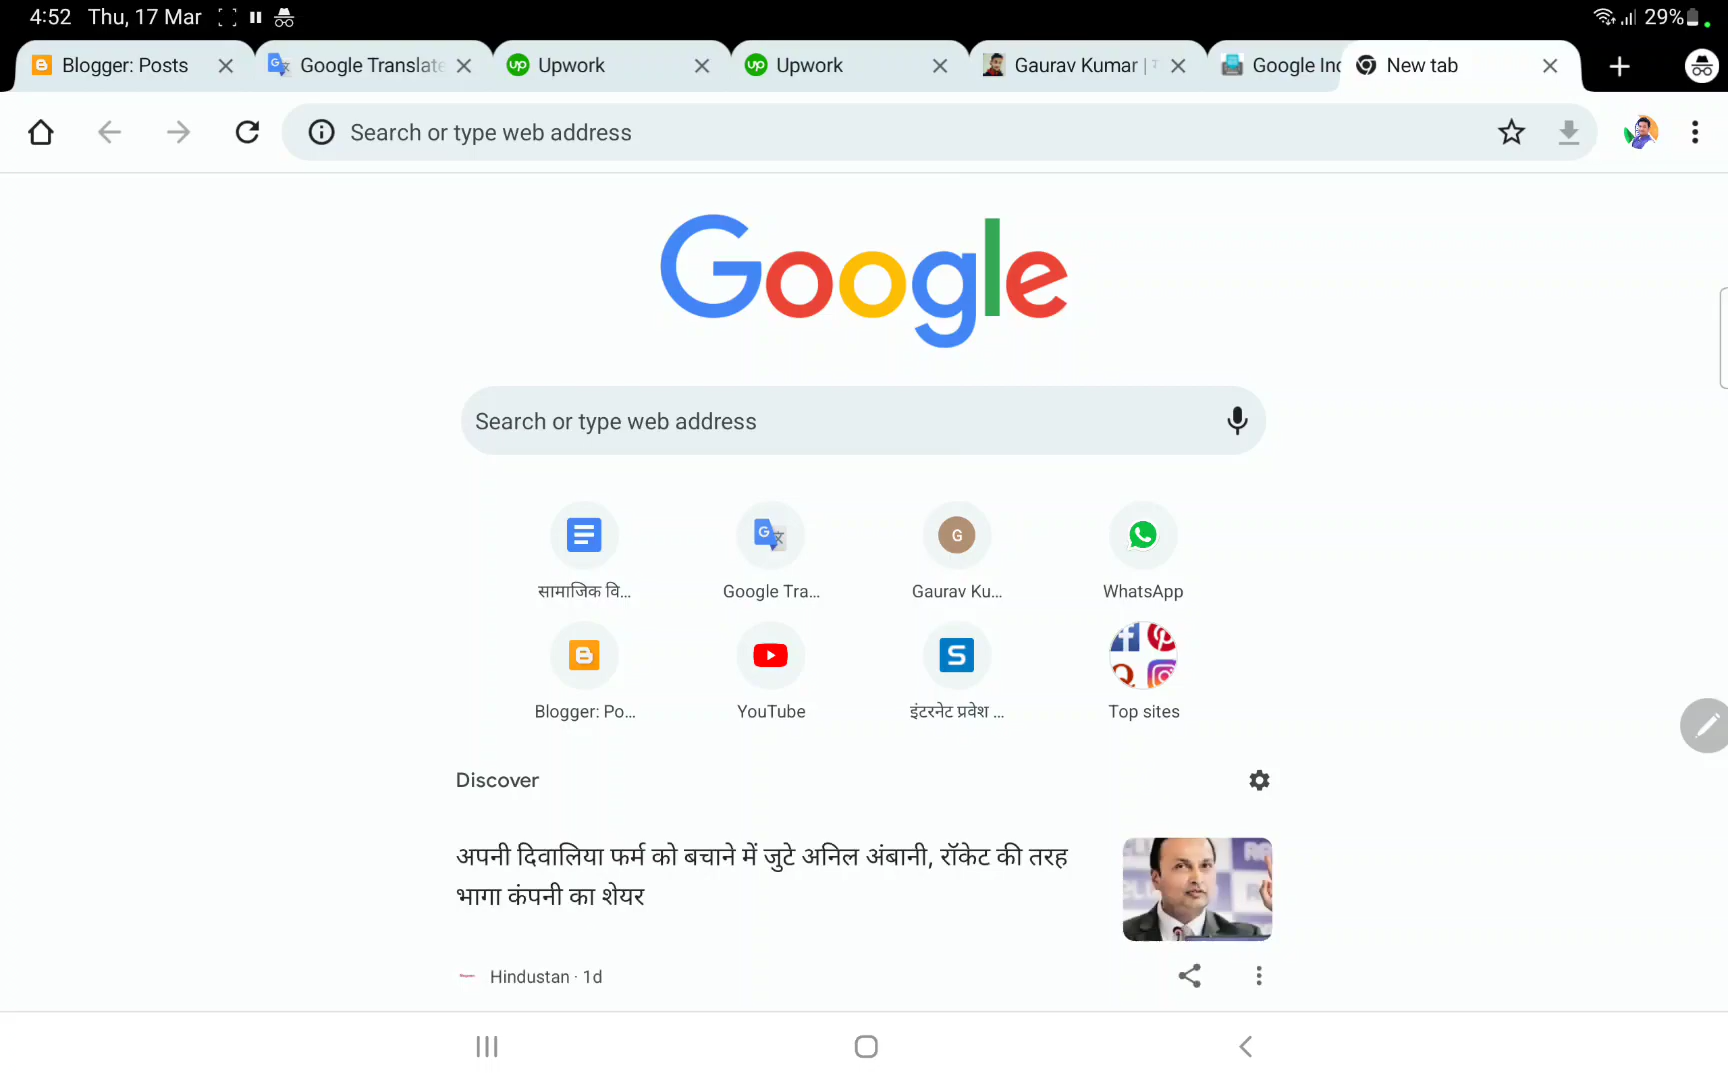 4:52 Thu, 17 Mar 29%
Blogger: Posts Google Translate Upwork Upwork Gaurav Kumar | T Google Inc New tab
Search or type web address
Google
Search or type web address
सामाजिक वि... Google Tra... Gaurav Ku... WhatsApp
Blogger: Po... YouTube इंटरनेट प्रवेश ... Top sites
Discover
अपनी दिवालिया फर्म को बचाने में जुटे अनिल अंबानी, रॉकेट की तरह
भागा कंपनी का शेयर
Hindustan · 1d